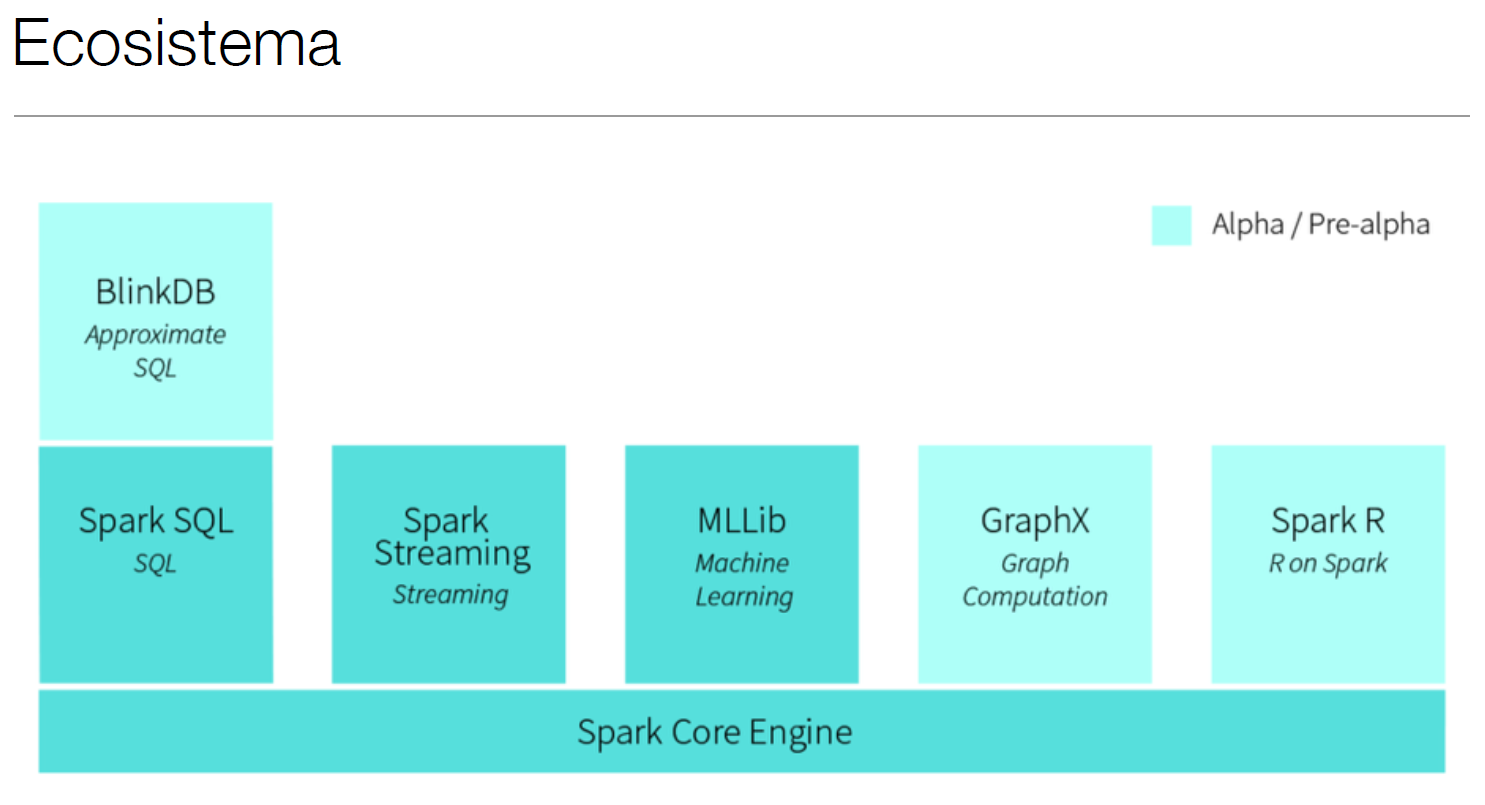 Ecosistema
Alpha / Pre-alpha
BlinkDB
Approximate
SQL
Spark SQL
SQL
Spark
Streaming
Streaming
MLLib
Machine
Learning
GraphX
Graph
Computation
Spark R
R on Spark
Spark Core Engine